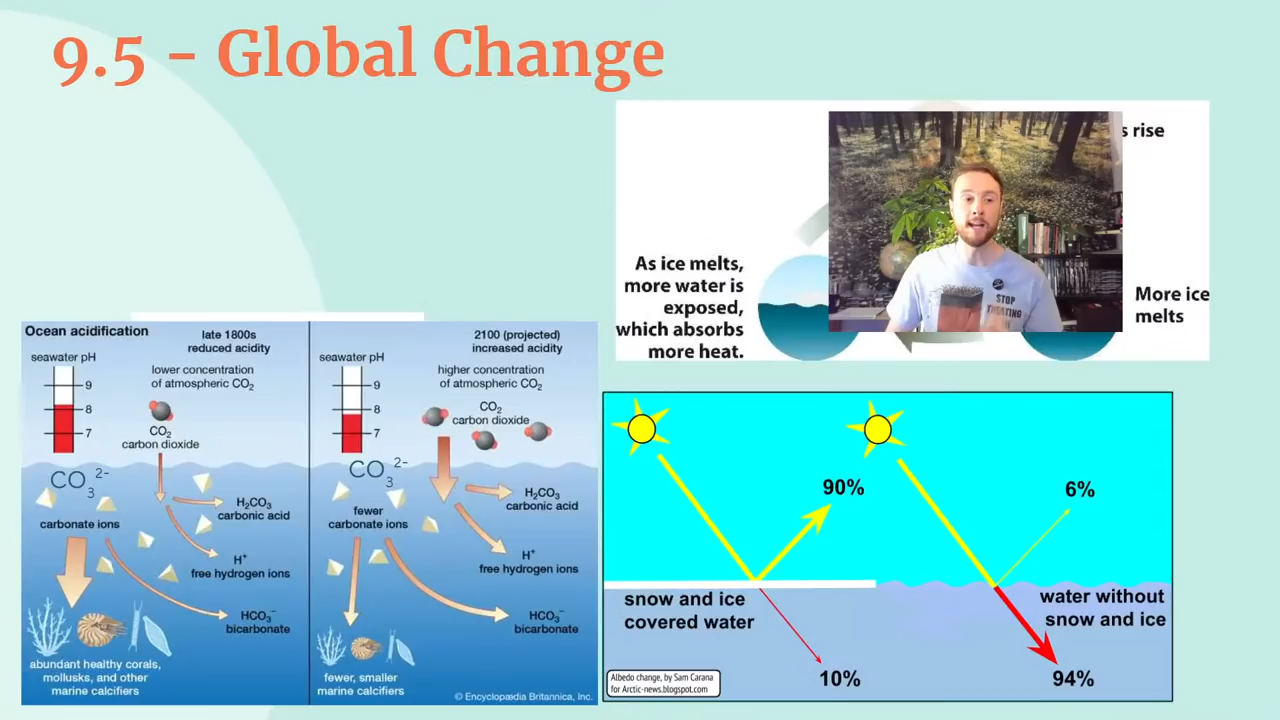 9.5 - Global Change
s rise
As ice melts,
more water is
exposed,
which absorbs
more heat.
More ice
melts
STOP
Ocean acidification
late 1800s
reduced acidity
seawater pH
9
8
7
lower concentration
of atmospheric CO2
CO2
carbon dioxide
CO3 2-
carbonate ions
H2CO3
carbonic acid
H+
free hydrogen ions
HCO3−
bicarbonate
abundant healthy corals,
mollusks, and other
marine calcifiers
2100 (projected)
increased acidity
seawater pH
9
8
7
higher concentration
of atmospheric CO2
CO2
carbon dioxide
CO3 2-
fewer
carbonate ions
H2CO3
carbonic acid
H+
free hydrogen ions
HCO3−
bicarbonate
fewer, smaller
marine calcifiers
© Encyclopædia Britannica, Inc.
90%
6%
snow and ice
covered water
water without
snow and ice
Albedo change, by Sam Carana
for Arctic-news.blogspot.com
10%
94%